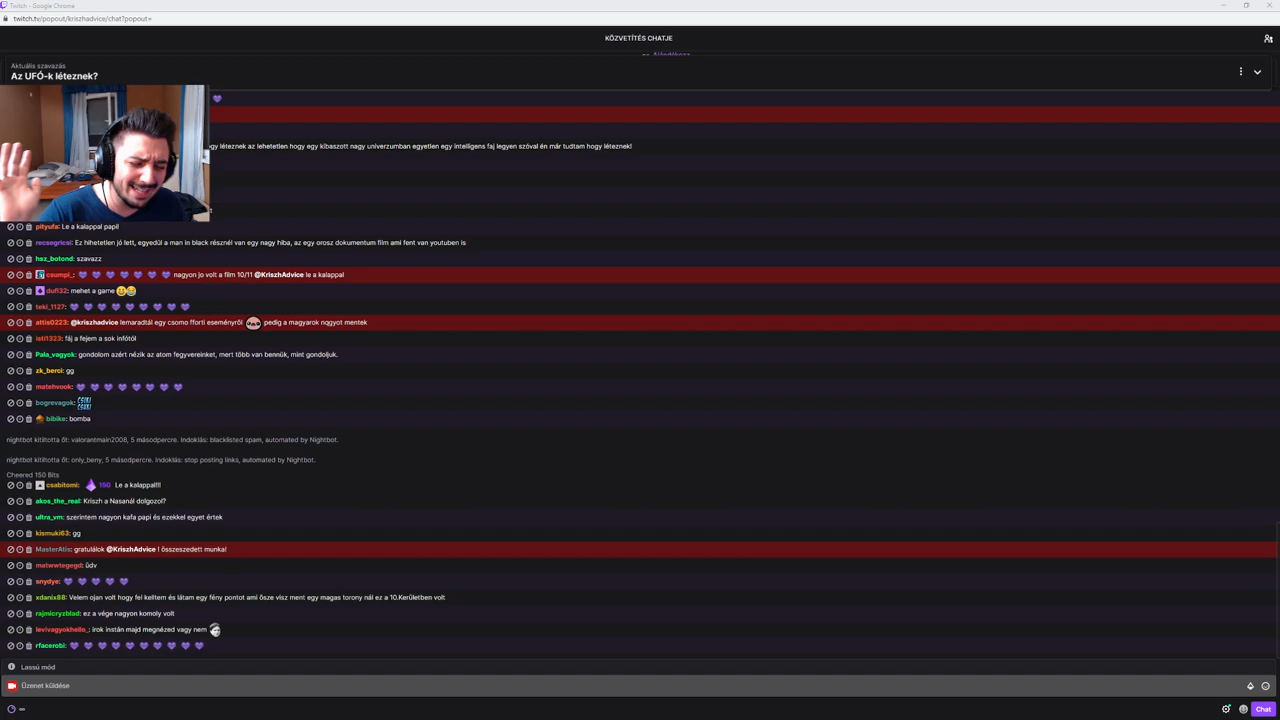 Twitch - Google Chrome
twitch.tv/popout/kriszhadvice/chat?popout=
KÖZVETÍTÉS CHATJE
Ajándékozz
Aktuális szavazás
Az UFÓ-k léteznek?
léteznek az lehetetlen hogy egy kibaszott nagy univerzumban egyetlen egy intelligens faj legyen szóval én már tudtam hogy léteznek!
pityufa: Le a kalappal papi!
recsegricsi: Ez hihetetlen jó lett, egyedül a man in black résznél van egy nagy hiba, az egy orosz dokumentum film ami fent van youtube is
hsz_botond: szavazz
csumpi_: nagyon jo volt a film 10/11 @KriszhAdvice le a kalappal
dufi32: mehet a game
teki_1127:
attis0223: @kriszhadvice lemaradtál egy csomo fforti eseményről pedig a magyarok nqgyot mentek
isti1323: fáj a fejem a sok infótól
Pala_vagyok: gondolom azért nézik az atom fegyvereinket, mert több van bennük, mint gondoljuk.
zk_berci: gg
matehvook:
bogrevagok:
bibike: bomba
nightbot kitiltotta őt: valorantmain2008, 5 másodpercre. Indoklás: blacklisted spam, automated by Nightbot.
nightbot kitiltotta őt: only_beny, 5 másodpercre. Indoklás: stop posting links, automated by Nightbot.
Cheered 150 Bits
csabitomi: 150 Le a kalappal!!!
akos_the_real: Kriszh a Nasanál dolgozol?
ultra_vm: szerintem nagyon kafa papi és ezekkel egyet értek
kismuki63: gg
MasterAtis: gratulálok @KriszhAdvice ! összeszedett munka!
matwwtegegd: üdv
snydye:
xdanix88: Velem ojan volt hogy fel keltem és látam egy fény pontot ami ösze visz ment egy magas torony nál ez a 10.Kerületben volt
rajmicryzblad: ez a vége nagyon komoly volt
levivagyokhello_: írok instán majd megnézed vagy nem
rfacerobi:
Lassú mód
Üzenet küldése
Chat